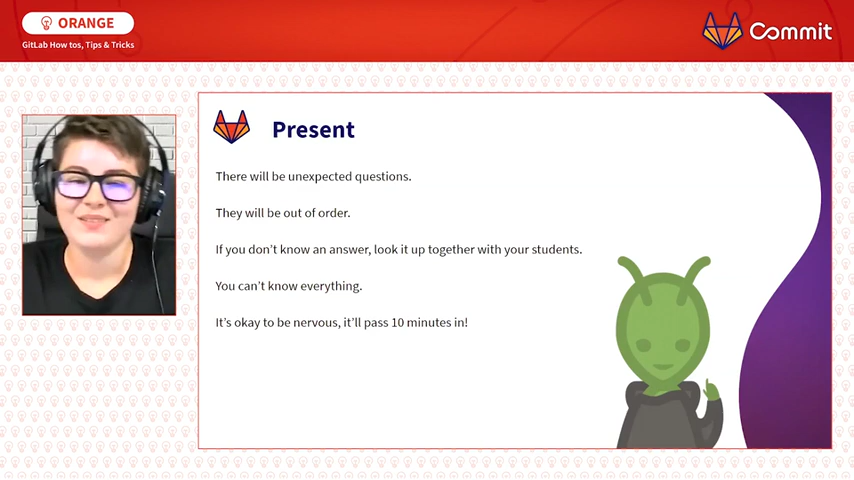 ORANGE
GitLab How tos, Tips & Tricks
Commit
Present
There will be unexpected questions.
They will be out of order.
If you don’t know an answer, look it up together with your students.
You can’t know everything.
It’s okay to be nervous, it’ll pass 10 minutes in!